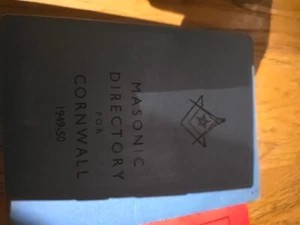 MASONIC
DIRECTORY
FOR
CORNWALL
1949-50